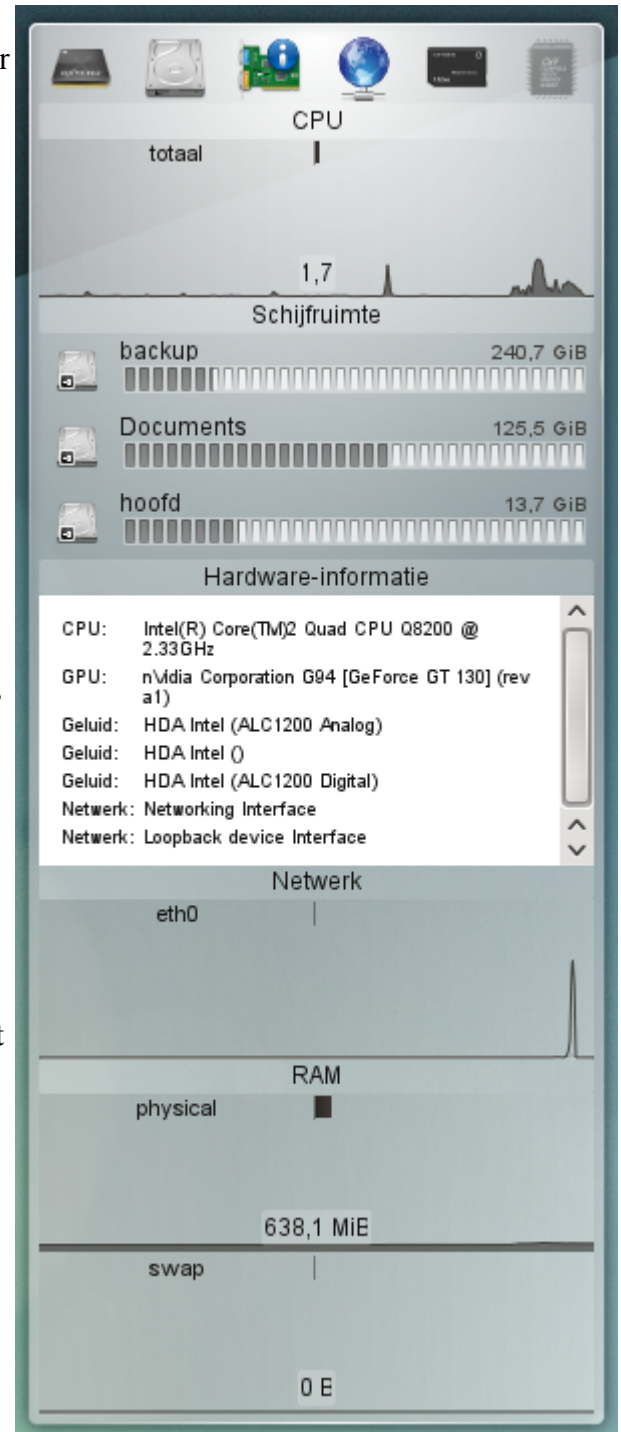 r
CPU
totaal
1,7
Schijfruimte
backup 240,7 GiB
Documents 125,5 GiB
hoofd 13,7 GiB
Hardware-informatie
CPU: Intel(R) Core(TM)2 Quad CPU Q8200 @
2.33GHz
GPU: nVidia Corporation G94 [GeForce GT 130] (rev
a1)
Geluid: HDA Intel (ALC1200 Analog)
Geluid: HDA Intel ()
Geluid: HDA Intel (ALC1200 Digital)
Netwerk: Networking Interface
Netwerk: Loopback device Interface
Netwerk
eth0
t
RAM
physical
638,1 MiB
swap
0 B